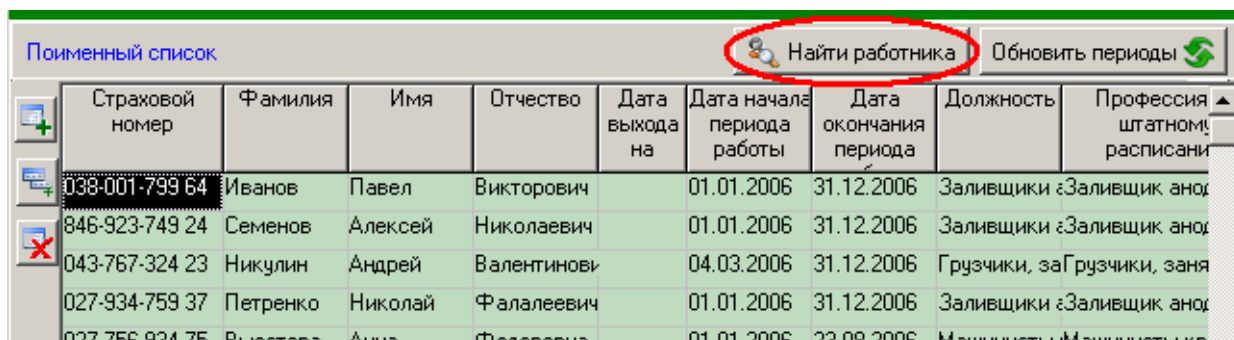 Поименный список Найти работника Обновить периоды
Страховой номер Фамилия Имя Отчество Дата выхода на Дата начала периода работы Дата окончания периода Должность Профессия штатному расписани
038-001-799 64 Иванов Павел Викторович 01.01.2006 31.12.2006 Заливщики Заливщик анод
846-923-749 24 Семенов Алексей Николаевич 01.01.2006 31.12.2006 Заливщики Заливщик анод
043-767-324 23 Никулин Андрей Валентинови 04.03.2006 31.12.2006 Грузчики, за Грузчики, заня
027-934-759 37 Петренко Николай Фалалеевич 01.01.2006 31.12.2006 Заливщики Заливщик анод